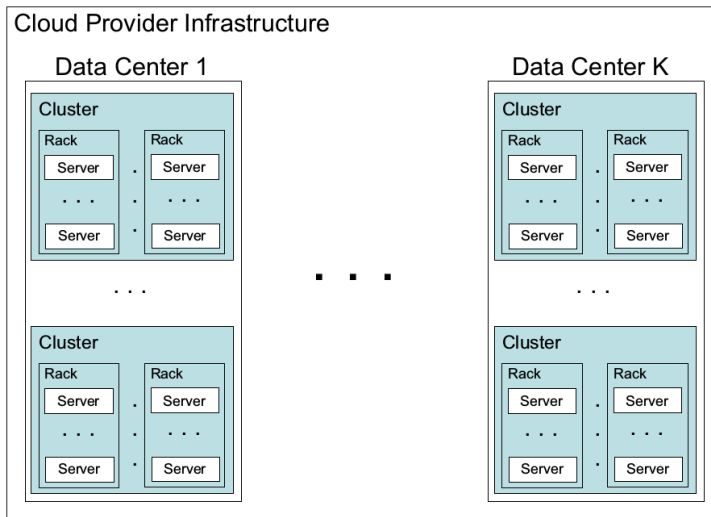 Cloud Provider Infrastructure
Data Center 1
Cluster
Rack Rack
Server . Server
. . . . . . .
Server . Server
. . .
Cluster
Rack Rack
Server . Server
. . . . . . .
Server . Server
. . .
Data Center K
Cluster
Rack Rack
Server . Server
. . . . . . .
Server . Server
. . .
Cluster
Rack Rack
Server . Server
. . . . . . .
Server . Server